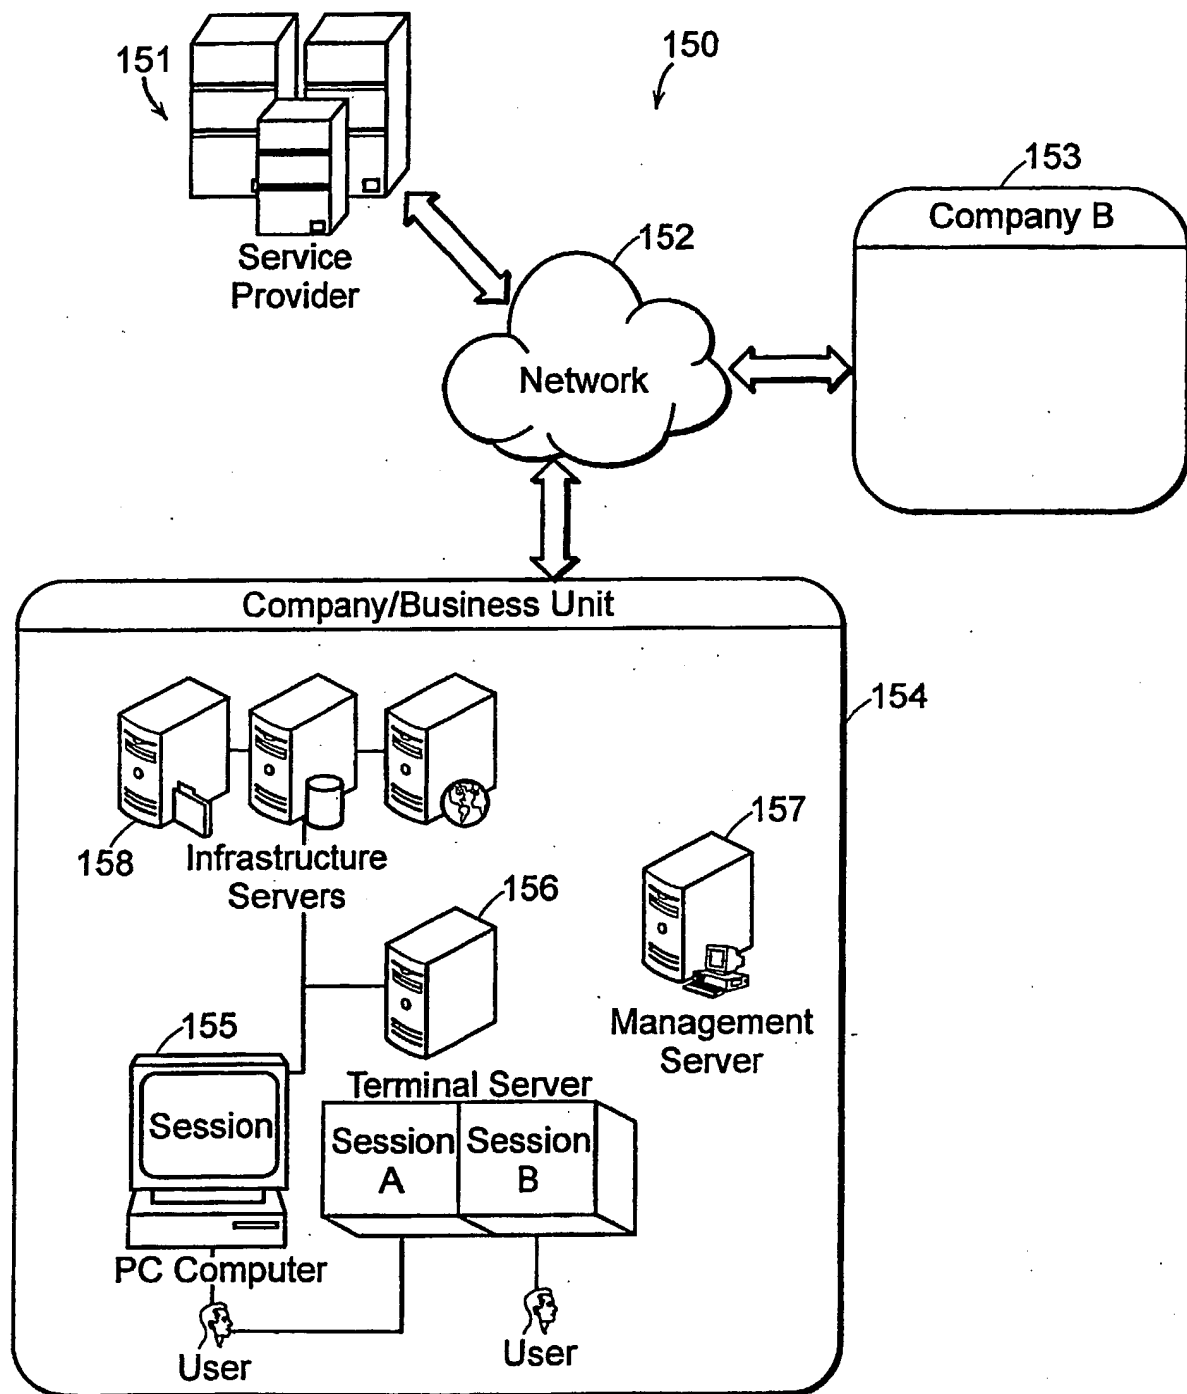 151
150
Service
Provider
152
153
Company B
Network
Company/Business Unit
154
158
Infrastructure
Servers
156
157
Management
Server
155
Session
Terminal Server
Session
A
Session
B
PC Computer
User
User